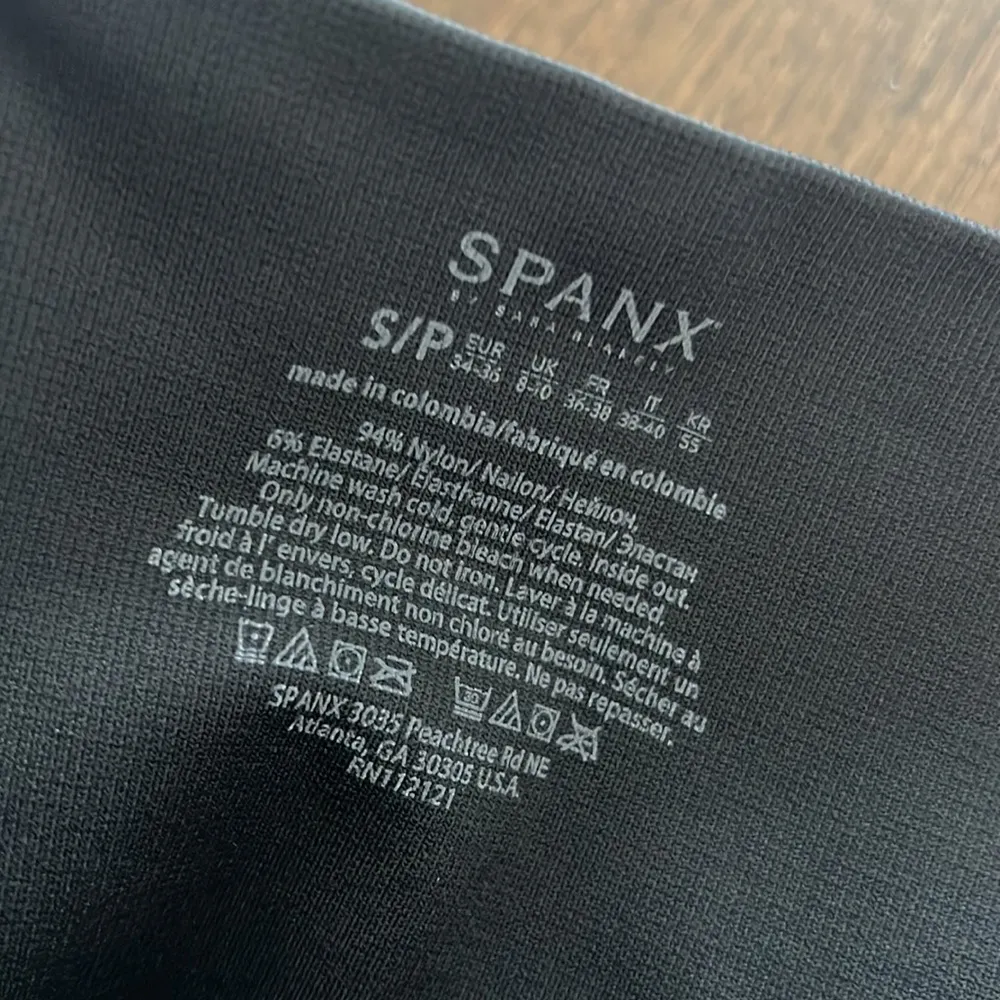 SPANX
BY SARA BLAKELY
S/P EUR 34-36 UK 8-10 FR 36-38 IT 38-40 KR 55
made in colombia/fabriqué en colombie
94% Nylon/ Nailon/ Нейлон,
6% Elastane/ Élasthanne/ Elastan/ Эластан
Machine wash cold, gentle cycle. Inside out.
Only non-chlorine bleach when needed.
Tumble dry low. Do not iron. Laver à la machine à
froid à l' envers, cycle délicat. Utiliser seulement un
agent de blanchiment non chloré au besoin. Sécher au
sèche-linge à basse température. Ne pas repasser.
30
SPANX 3035 Peachtree Rd NE
Atlanta, GA 30305 U.S.A.
RN112121